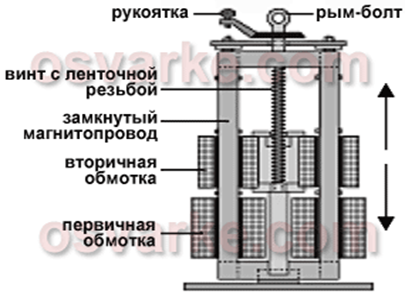 рукоятка
рым-болт
osvarke.com
винт с ленточной
резьбой
замкнутый
магнитопровод
вторичная
обмотка
первичная
обмотка
osvarke.com